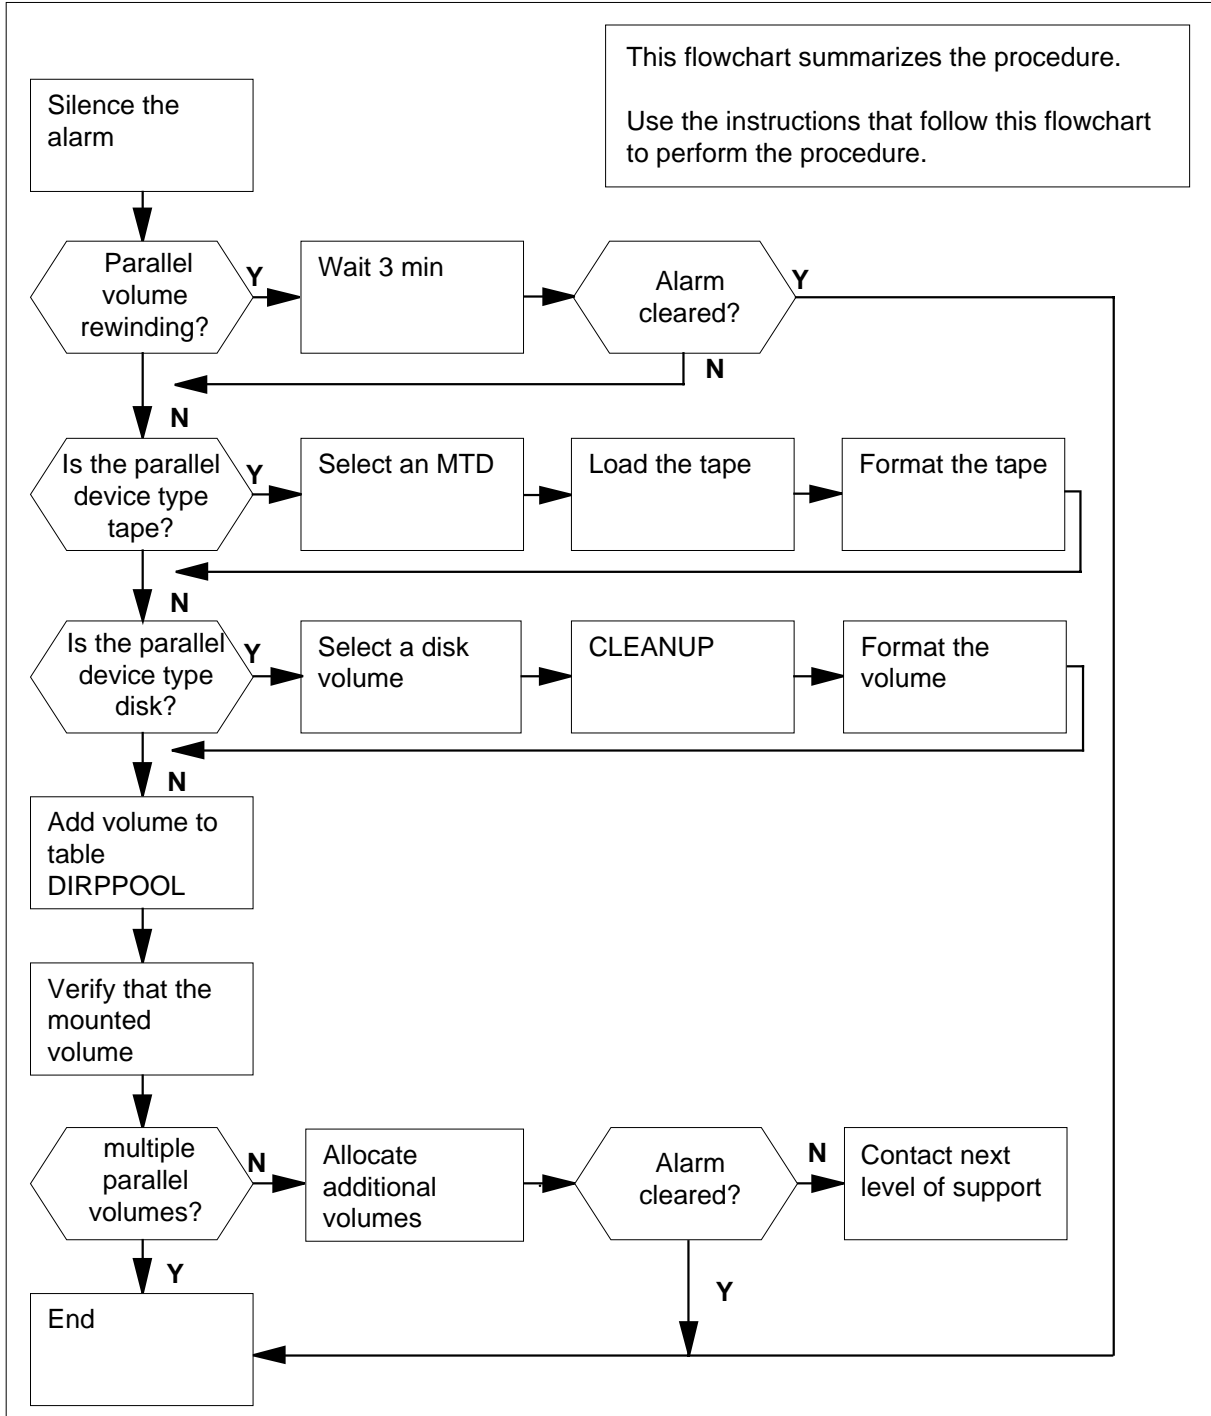 This flowchart summarizes the procedure.
Use the instructions that follow this flowchart
to perform the procedure.
Silence the
alarm
Parallel
volume
rewinding?
Y
Wait 3 min
Alarm
cleared?
Y
N
N
Is the parallel
device type
tape?
Y
Select an MTD
Load the tape
Format the tape
N
Is the parallel
device type
disk?
Y
Select a disk
volume
CLEANUP
Format the
volume
N
Add volume to
table
DIRPPOOL
Verify that the
mounted
volume
multiple
parallel
volumes?
N
Allocate
additional
volumes
Alarm
cleared?
N
Contact next
level of support
Y
Y
End